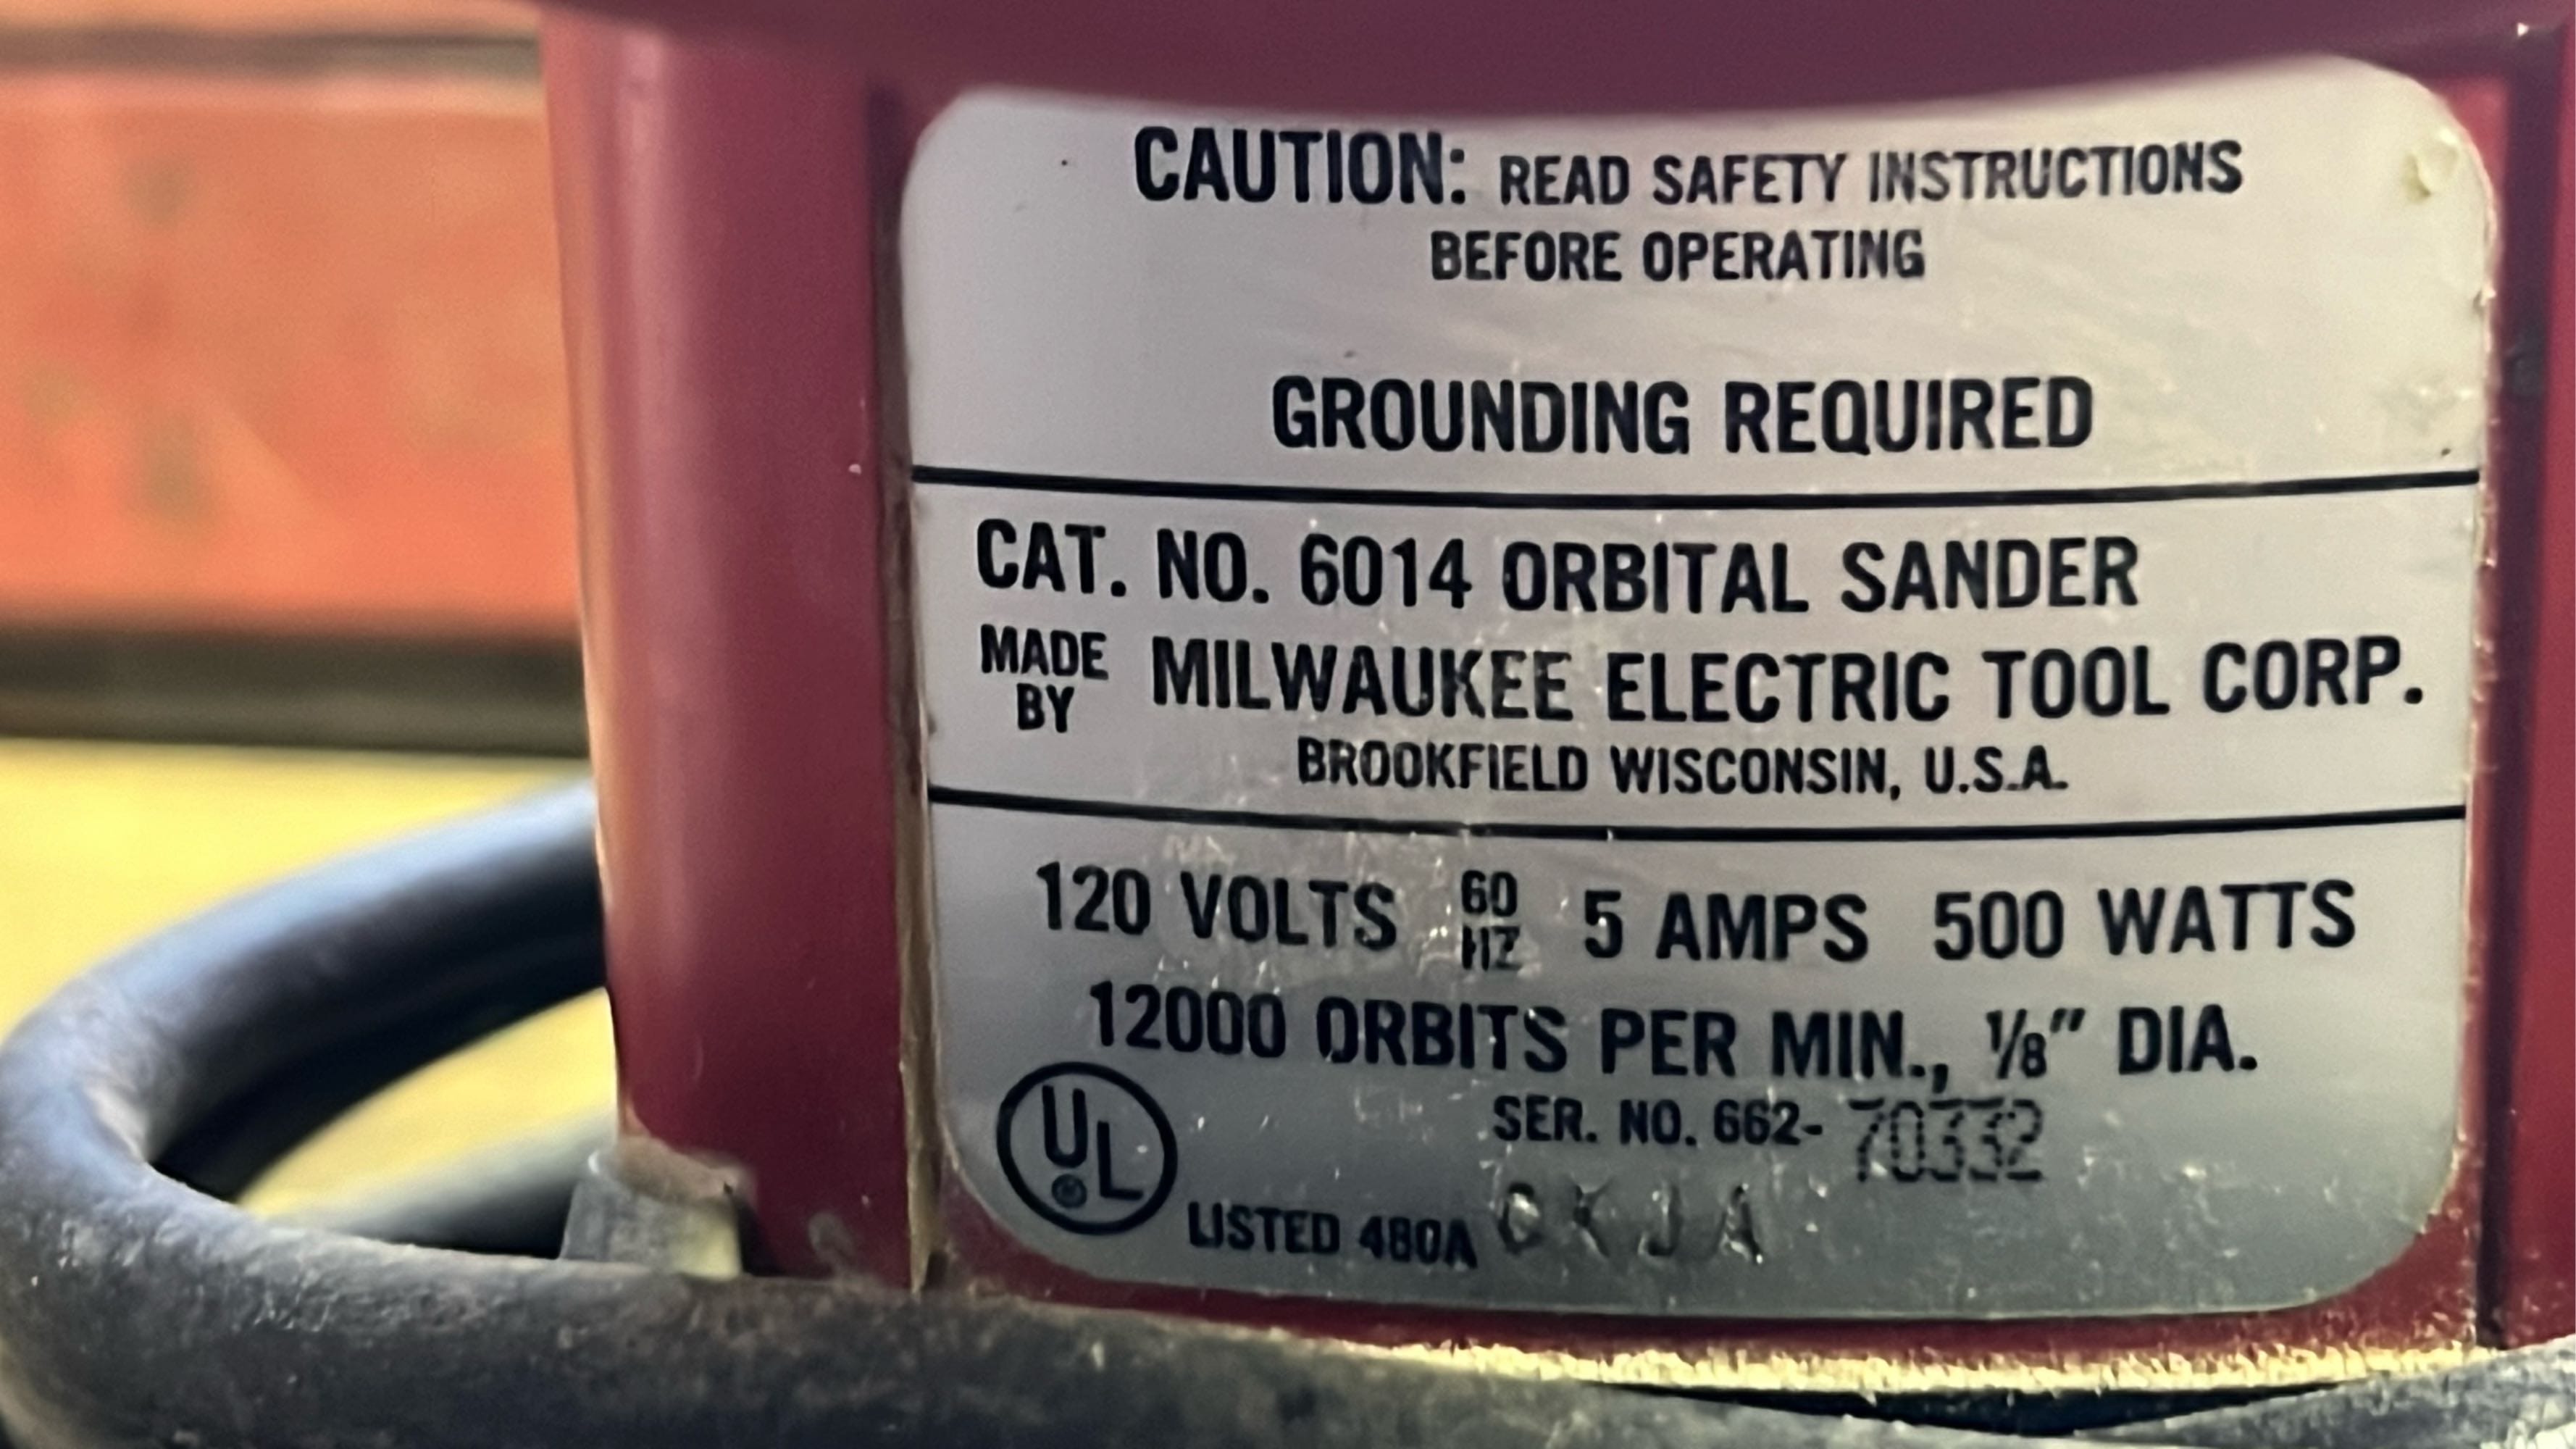 CAUTION: READ SAFETY INSTRUCTIONS
BEFORE OPERATING
GROUNDING REQUIRED
CAT. NO. 6014 ORBITAL SANDER
MADE BY MILWAUKEE ELECTRIC TOOL CORP.
BROOKFIELD WISCONSIN, U.S.A.
120 VOLTS 60 HZ 5 AMPS 500 WATTS
12000 ORBITS PER MIN., 1/8" DIA.
SER. NO. 662-70332
UL®
LISTED 480A